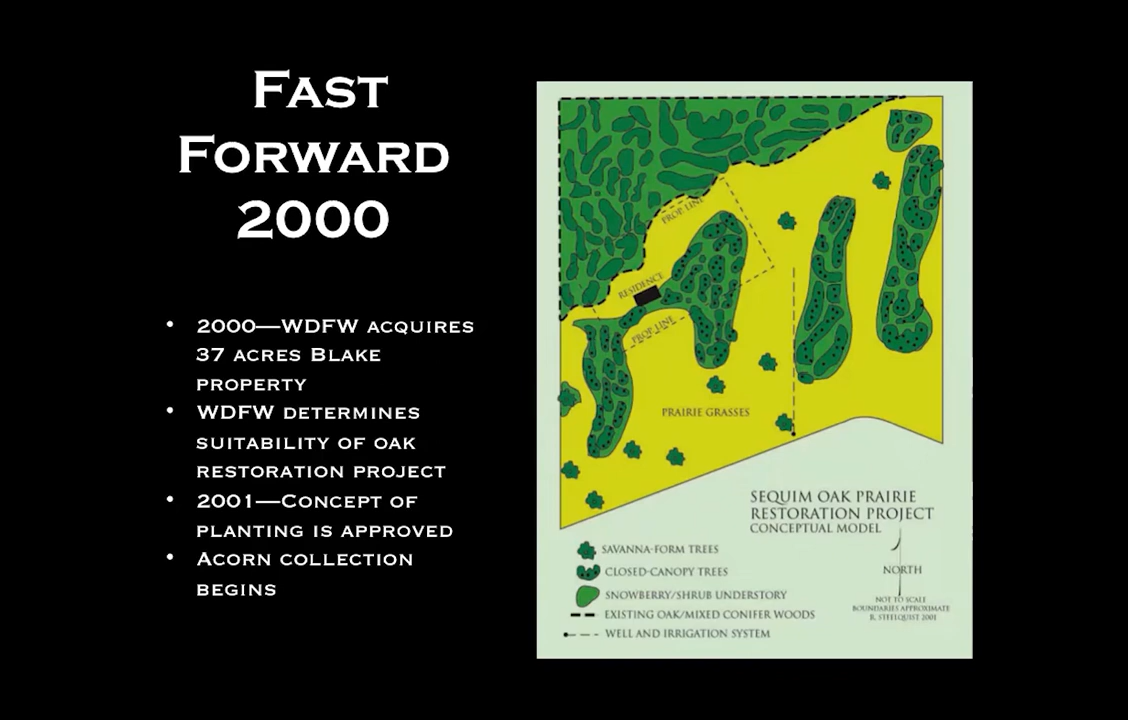 FAST
FORWARD
2000
• 2000—WDFW ACQUIRES
37 ACRES BLAKE
PROPERTY
• WDFW DETERMINES
SUITABILITY OF OAK
RESTORATION PROJECT
• 2001—CONCEPT OF
PLANTING IS APPROVED
• ACORN COLLECTION
BEGINS
PROP. LINE
RESIDENCE
PROP. LINE
PRAIRIE GRASSES
SEQUIM OAK PRAIRIE
RESTORATION PROJECT
CONCEPTUAL MODEL
SAVANNA-FORM TREES
CLOSED-CANOPY TREES
SNOWBERRY/SHRUB UNDERSTORY
EXISTING OAK/MIXED CONIFER WOODS
WELL AND IRRIGATION SYSTEM
NORTH
NOT TO SCALE
BOUNDARIES APPROXIMATE
R. STEELQUIST 2001